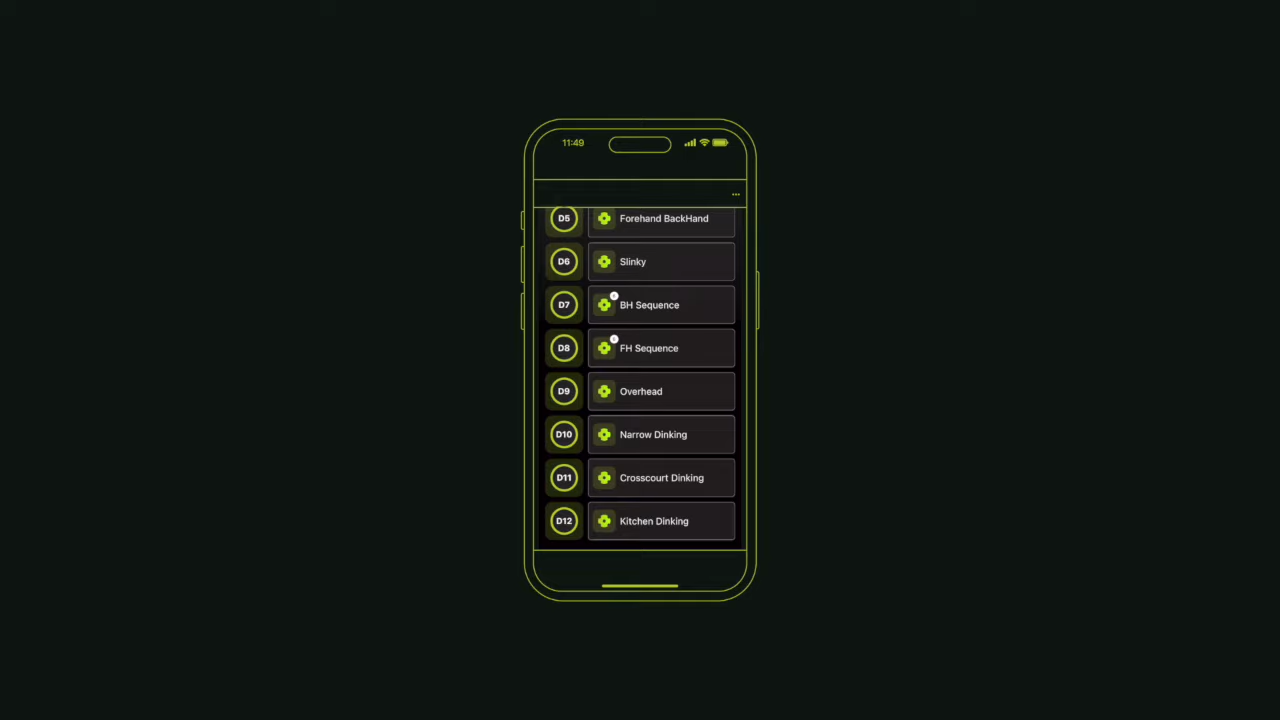 11:49
...
D5 Forehand BackHand
D6 Slinky
D7 BH Sequence
D8 FH Sequence
D9 Overhead
D10 Narrow Dinking
D11 Crosscourt Dinking
D12 Kitchen Dinking